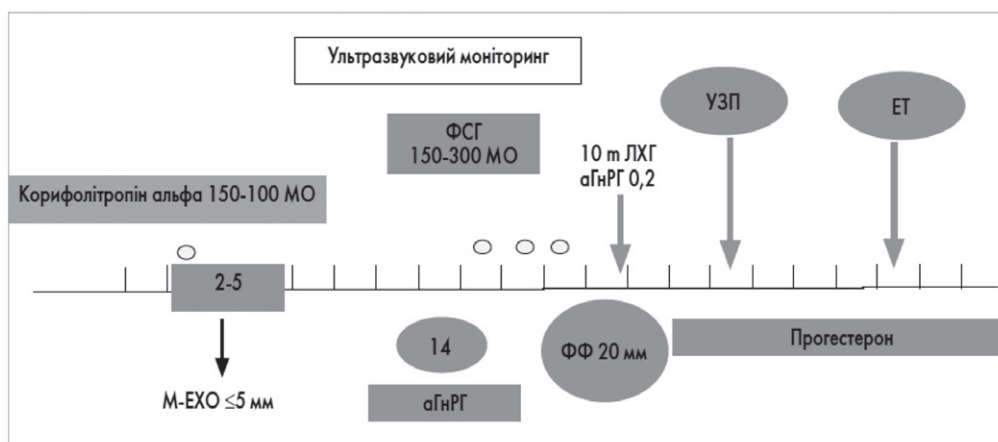 Ультразвуковий моніторинг
УЗП
ЕТ
ФСГ
150-300 МО
10 m ЛХГ
аГнРГ 0,2
Корифолітропін альфа 150-100 МО
2-5
14
ФФ 20 мм
Прогестерон
М-ЕХО ≤5 мм
аГнРГ